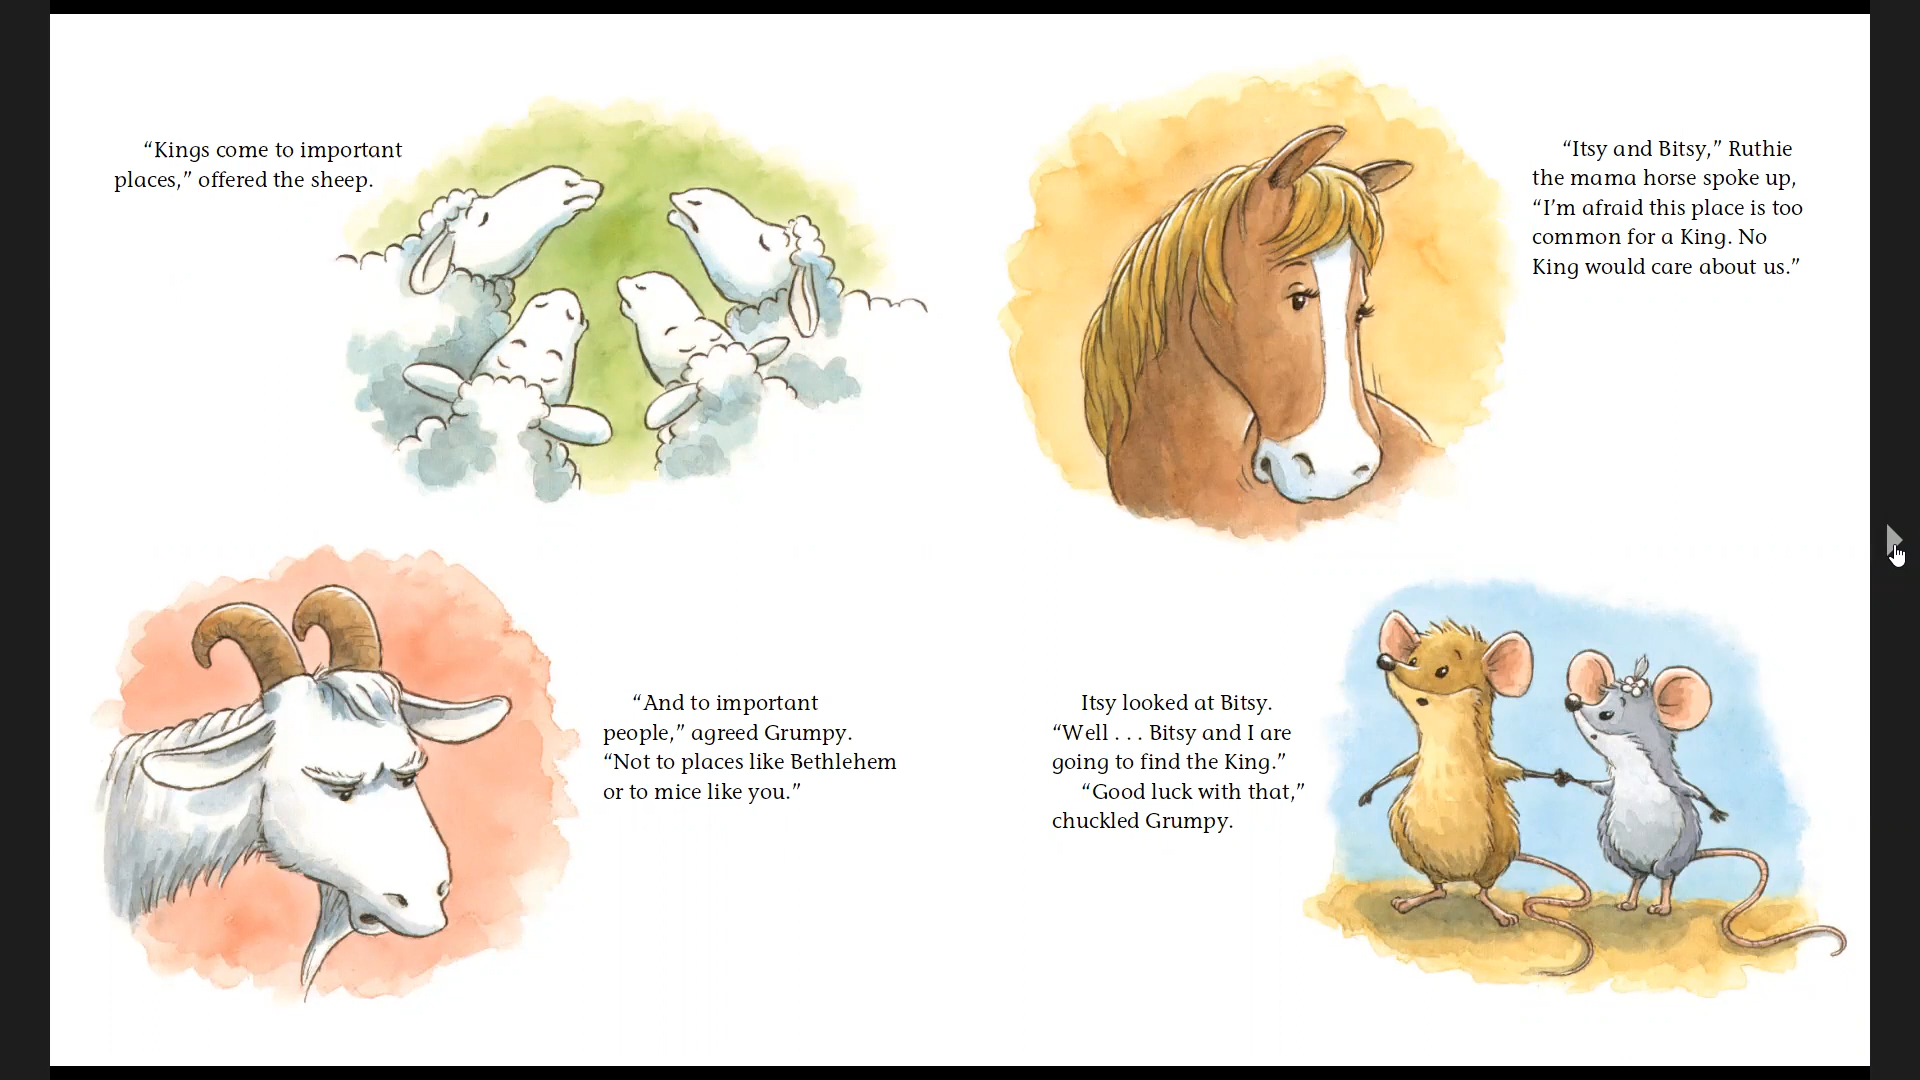 “Kings come to important
places,” offered the sheep.
“And to important
people,” agreed Grumpy.
“Not to places like Bethlehem
or to mice like you.”
“Itsy and Bitsy,” Ruthie
the mama horse spoke up,
“I’m afraid this place is too
common for a King. No
King would care about us.”
Itsy looked at Bitsy.
“Well . . . Bitsy and I are
going to find the King.”
“Good luck with that,”
chuckled Grumpy.